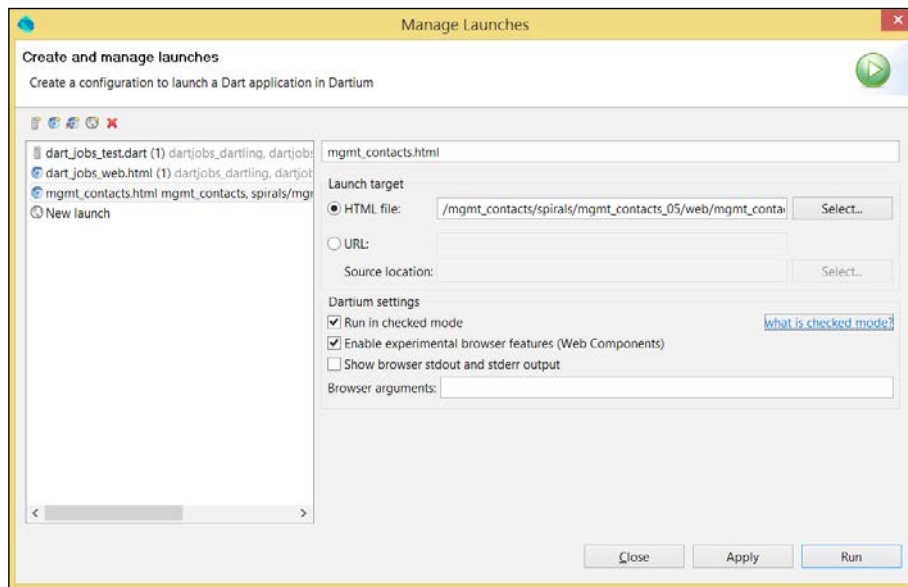 Manage Launches
Create and manage launches
Create a configuration to launch a Dart application in Dartium
dart_jobs_test.dart (1) dartjobs_dartling, dartjobs
mgmt_contacts.html
dart_jobs_web.html (1) dartjobs_dartling, dartjob
Launch target
mgmt_contacts.html mgmt_contacts, spirals/mgr
HTML file: /mgmt_contacts/spirals/mgmt_contacts_05/web/mgmt_conta Select...
New launch
URL:
Source location: Select...
Dartium settings
Run in checked mode what is checked mode?
Enable experimental browser features (Web Components)
Show browser stdout and stderr output
Browser arguments:
Close Apply Run